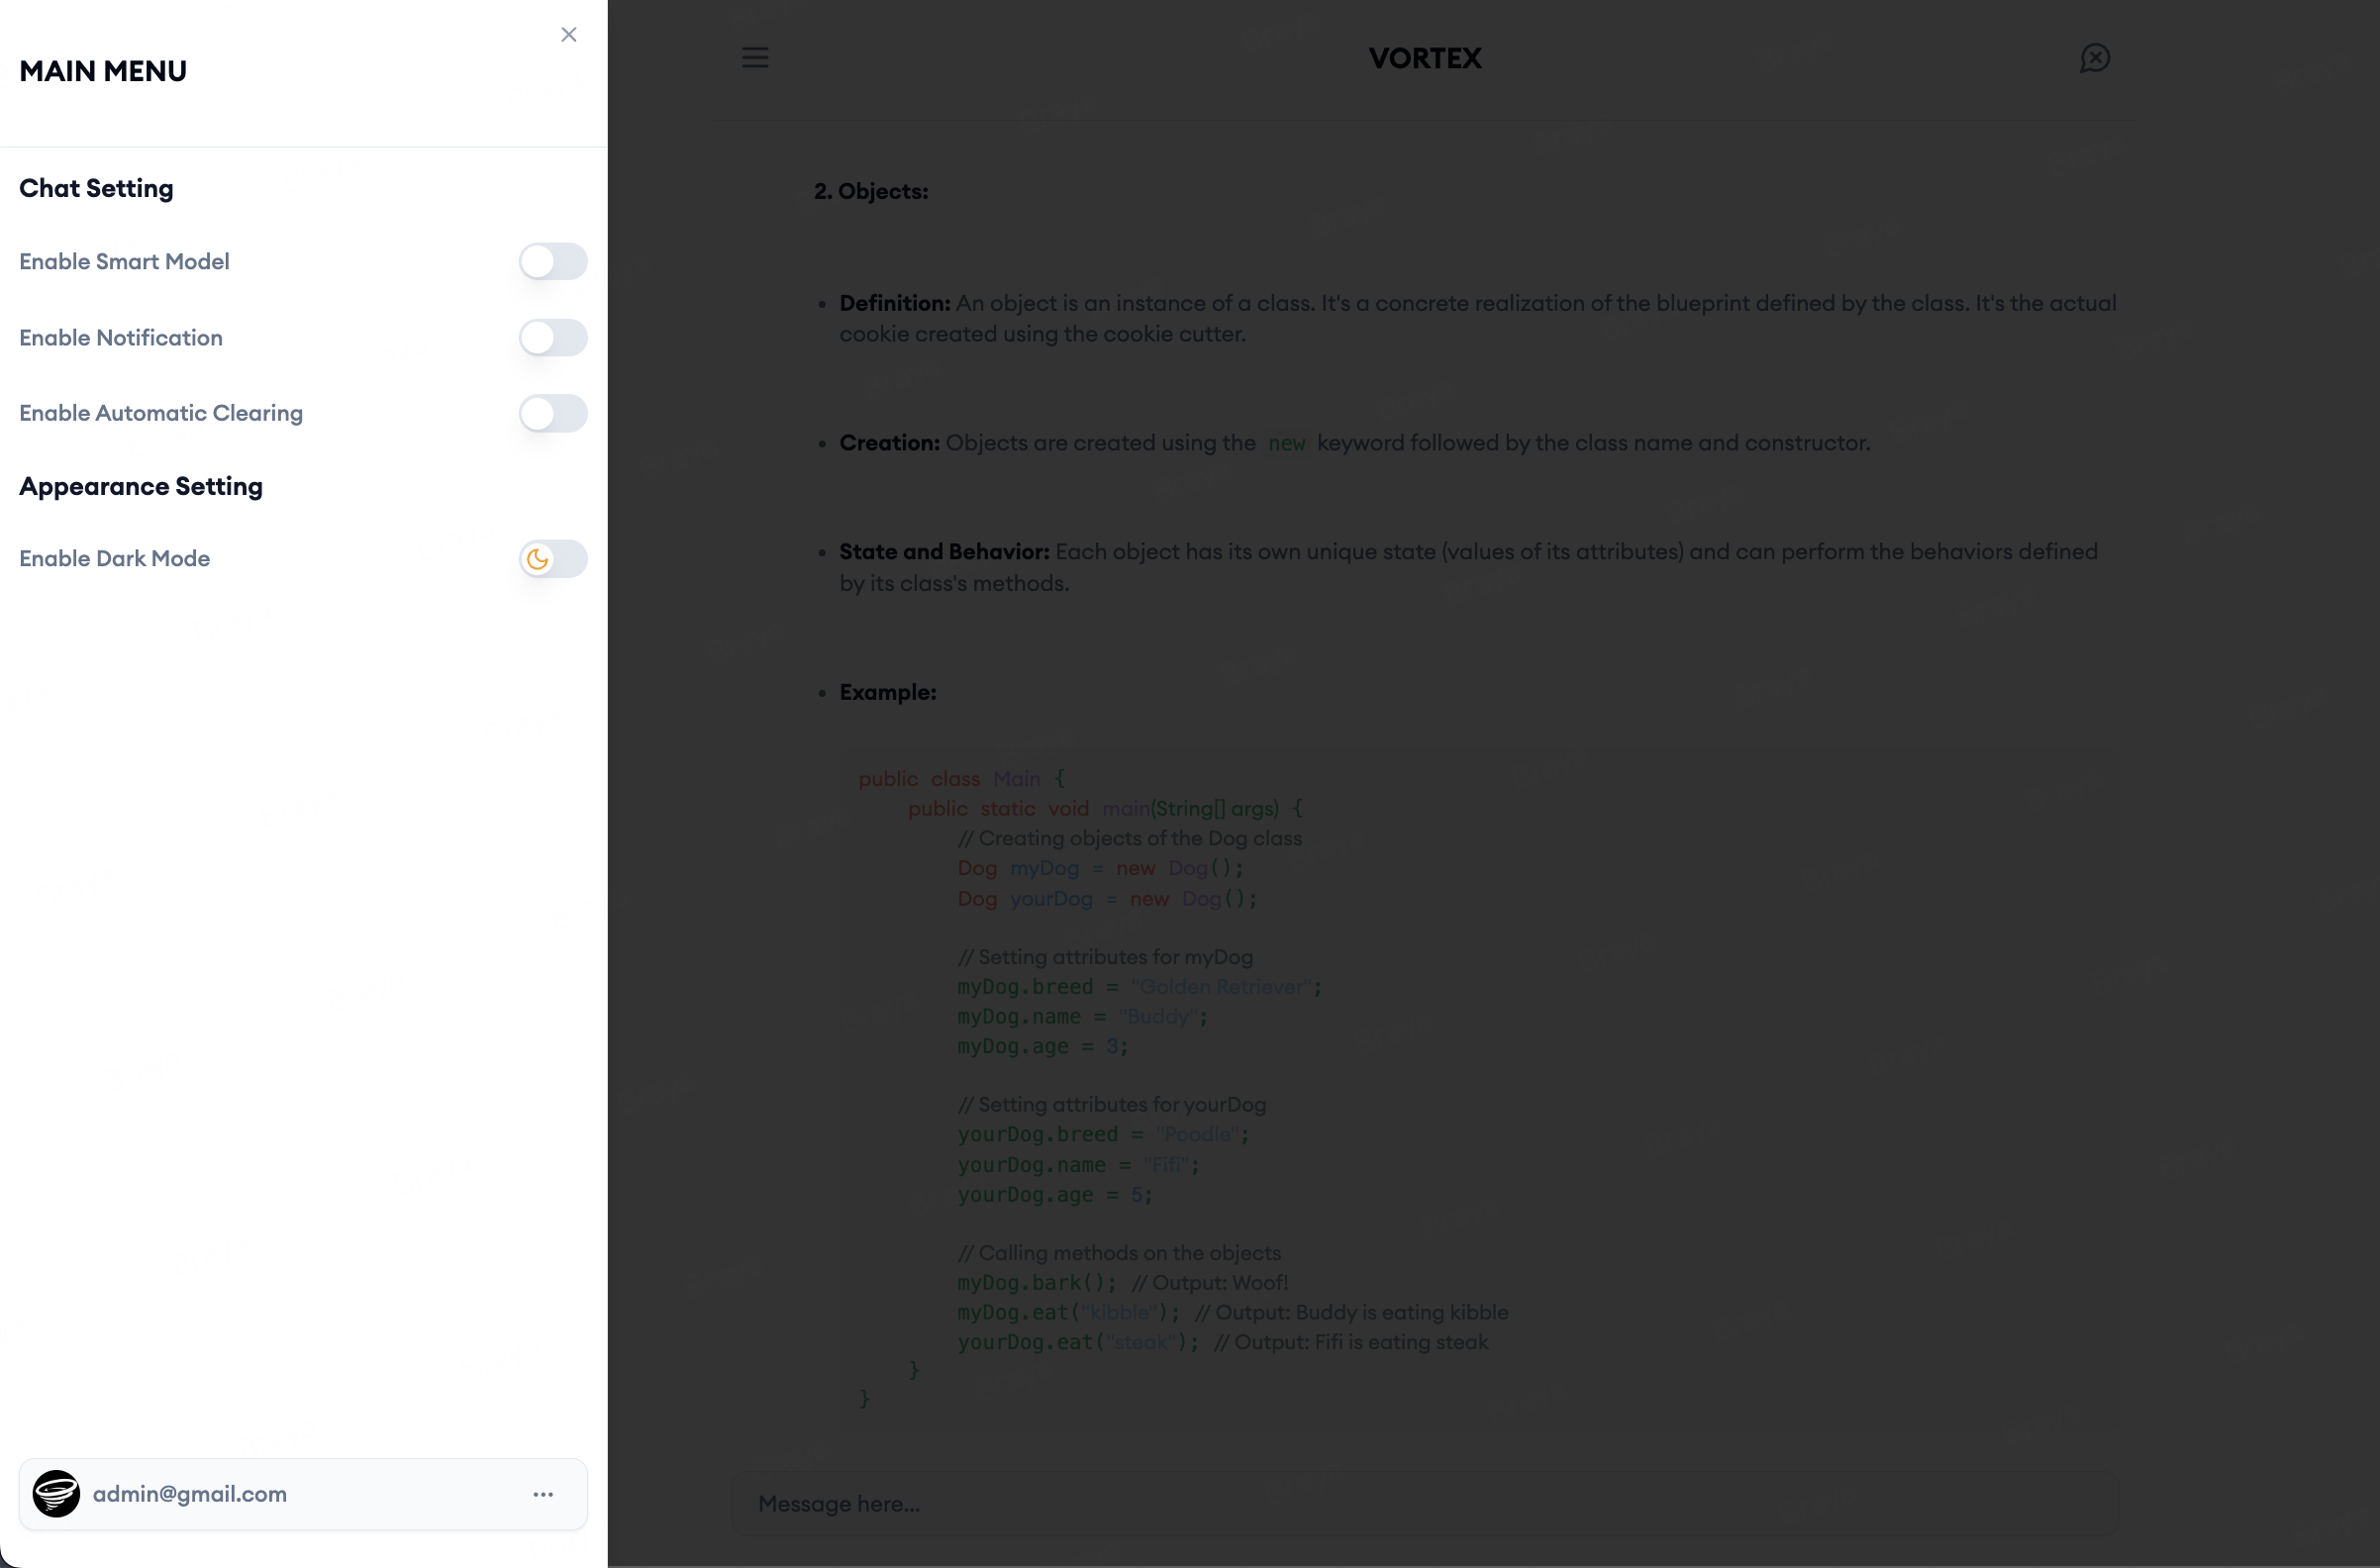 MAIN MENU
Chat Setting
Enable Smart Model
Enable Notification
Enable Automatic Clearing
Appearance Setting
Enable Dark Mode
admin@gmail.com
VORTEX
2. Objects:
• Definition: An object is an instance of a class. It's a concrete realization of the blueprint defined by the class. It's the actual
cookie created using the cookie cutter.
• Creation: Objects are created using the new keyword followed by the class name and constructor.
• State and Behavior: Each object has its own unique state (values of its attributes) and can perform the behaviors defined
by its class's methods.
• Example:
public class Main {
public static void main(String[] args) {
// Creating objects of the Dog class
Dog myDog = new Dog();
Dog yourDog = new Dog();
// Setting attributes for myDog
myDog.breed = "Golden Retriever";
myDog.name = "Buddy";
myDog.age = 3;
// Setting attributes for yourDog
yourDog.breed = "Poodle";
yourDog.name = "Fifi";
yourDog.age = 5;
// Calling methods on the objects
myDog.bark(); // Output: Woof!
myDog.eat("kibble"); // Output: Buddy is eating kibble
yourDog.eat("steak"); // Output: Fifi is eating steak
}
}
Message here...